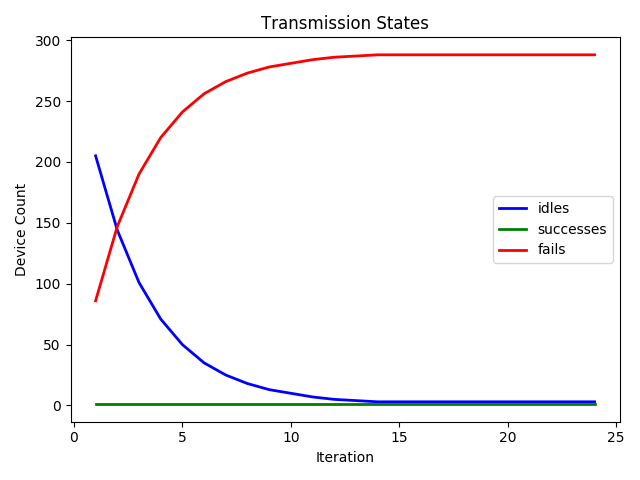 Transmission States
Device Count
300
250
200
150
100
50
0
idles
successes
fails
0 5 10 15 20 25
Iteration